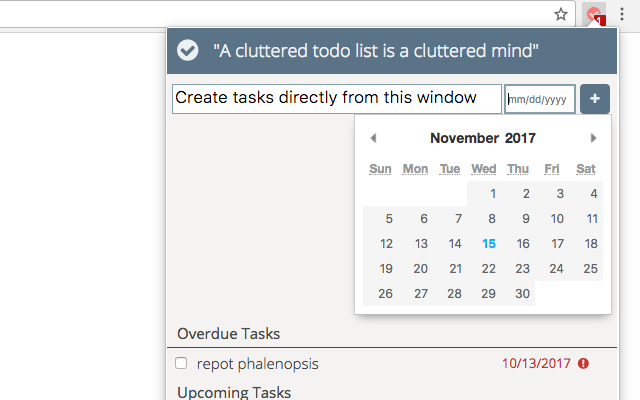 1
"A cluttered todo list is a cluttered mind"
Create tasks directly from this window mm/dd/yyyy +
November 2017
Sun Mon Tue Wed Thu Fri Sat
1 2 3 4
5 6 7 8 9 10 11
12 13 14 15 16 17 18
19 20 21 22 23 24 25
26 27 28 29 30
Overdue Tasks
repot phalenopsis 10/13/2017
Upcoming Tasks